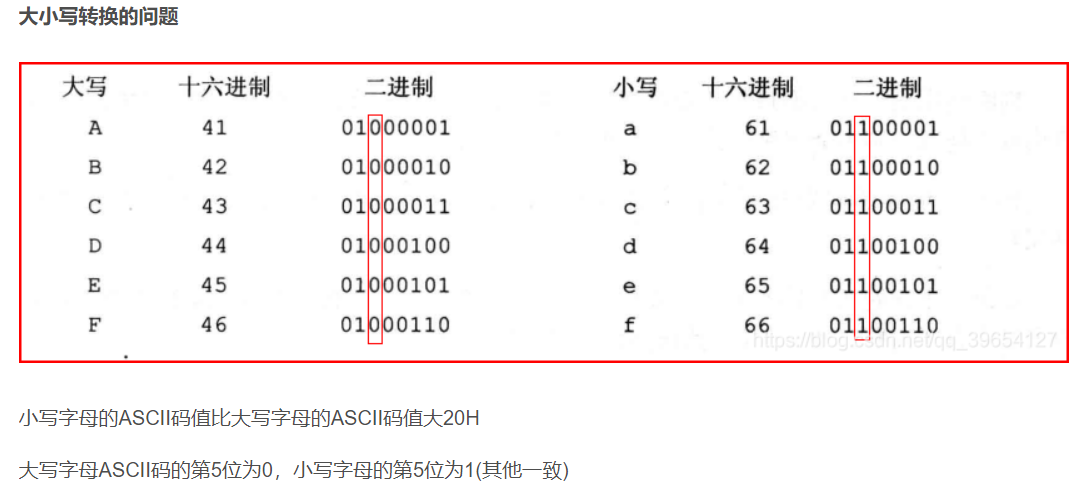 大小写转换的问题
大写 十六进制 二进制 小写 十六进制 二进制
A 41 01000001 a 61 01100001
B 42 01000010 b 62 01100010
C 43 01000011 c 63 01100011
D 44 01000100 d 64 01100100
E 45 01000101 e 65 01100101
F 46 01000110 f 66 01100110
https://blog.csdn.net/qq_39654127
小写字母的ASCII码值比大写字母的ASCII码值大20H
大写字母ASCII码的第5位为0，小写字母的第5位为1(其他一致)